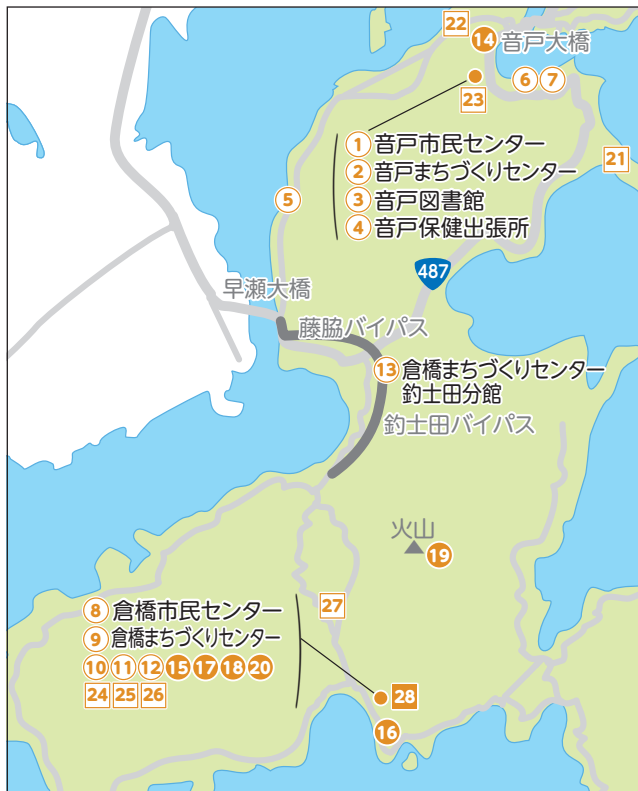 22
14 音戸大橋
6 7
23
21
1 音戸市民センター
2 音戸まちづくりセンター
3 音戸図書館
4 音戸保健出張所
5
487
早瀬大橋
藤脇バイパス
13 倉橋まちづくりセンター
釣士田分館
釣士田バイパス
火山
19
27
8 倉橋市民センター
9 倉橋まちづくりセンター
10 11 12 15 17 18 20
24 25 26
28
16